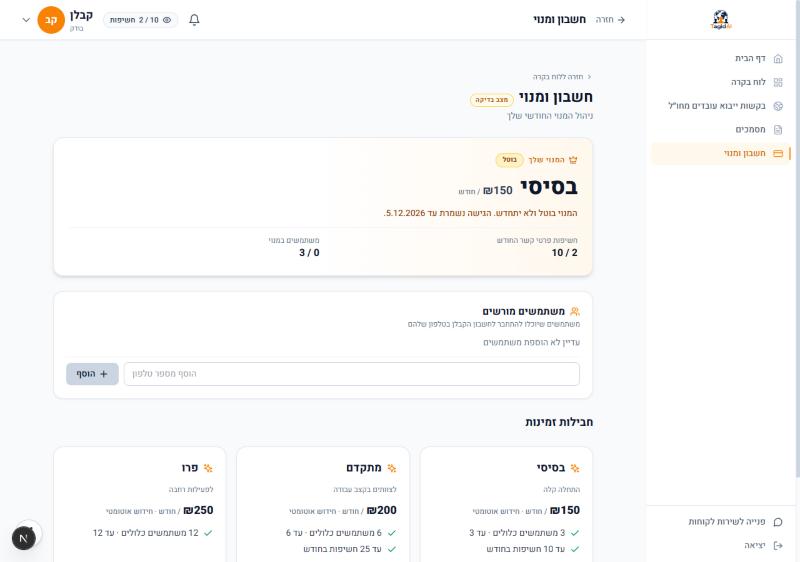 TagidAI
דף הבית
לוח בקרה
בקשות ייבוא עובדים מחו"ל
מסמכים
חשבון ומנוי
פנייה לשירות לקוחות
יציאה
חזרה
חשבון ומנוי
2 / 10 חשיפות
קבלן
בודק
קב
חזרה ללוח בקרה
חשבון ומנוי
מצב בדיקה
ניהול המנוי החודשי שלך
המנוי שלך
בוטל
בסיסי
₪150 / חודש
המנוי בוטל ולא יתחדש. הגישה נשמרת עד 5.12.2026.
חשיפות פרטי קשר החודש
10 / 2
משתמשים במנוי
3 / 0
משתמשים מורשים
משתמשים שיוכלו להתחבר לחשבון הקבלן בטלפון שלהם
עדיין לא הוספת משתמשים
הוסף מספר טלפון
הוסף
חבילות זמינות
בסיסי
התחלה קלה
₪150 / חודש · חידוש אוטומטי
3 משתמשים כלולים · עד 3
עד 10 חשיפות בחודש
מתקדם
לצוותים בקצב עבודה
₪200 / חודש · חידוש אוטומטי
6 משתמשים כלולים · עד 6
עד 25 חשיפות בחודש
פרו
לפעילות רחבה
₪250 / חודש · חידוש אוטומטי
12 משתמשים כלולים · עד 12
N